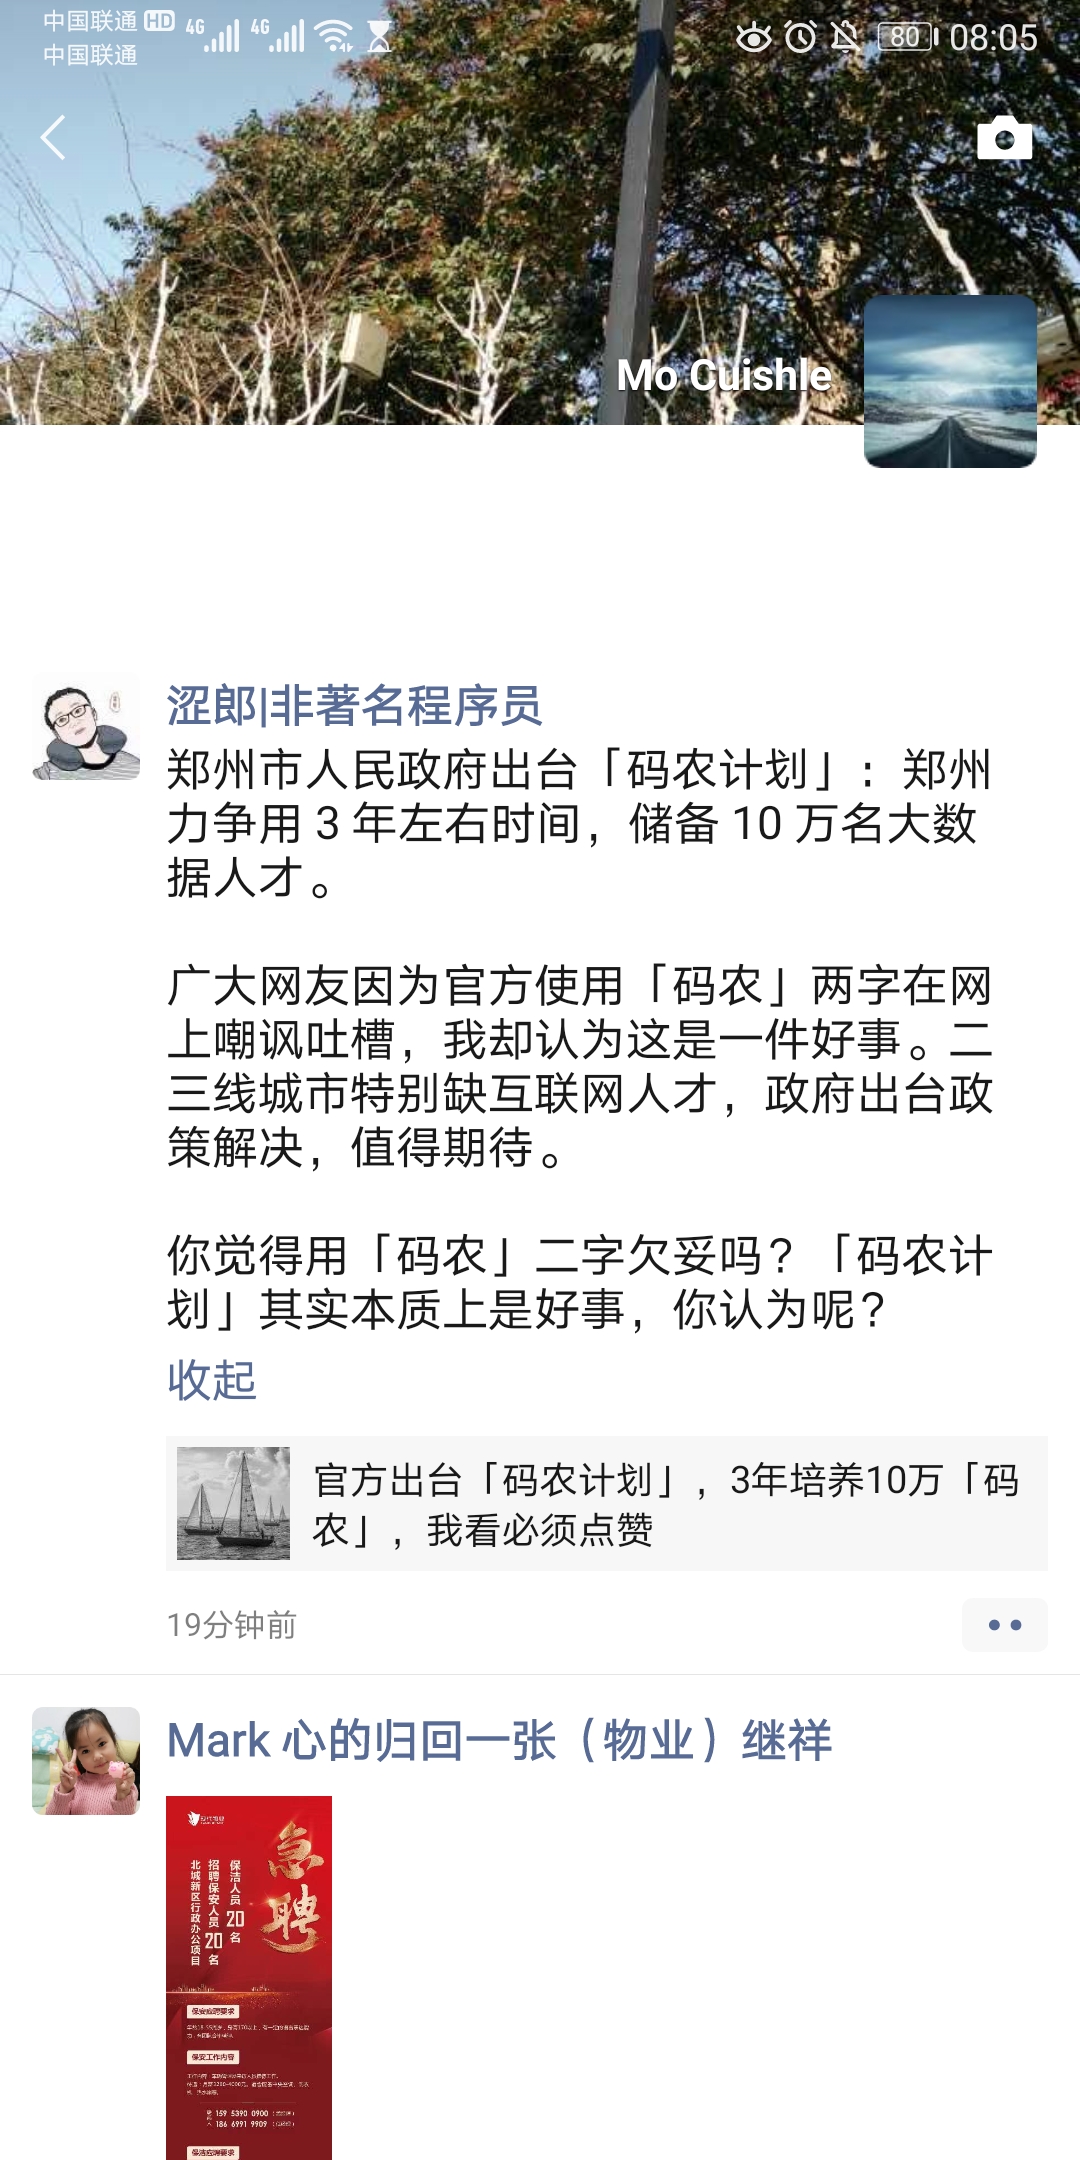 中国联通 HD 4G 4G 80 08:05
中国联通
Mo Cuishle
涩郎|非著名程序员
郑州市人民政府出台「码农计划」：郑州
力争用 3 年左右时间，储备 10 万名大数
据人才。
广大网友因为官方使用「码农」两字在网
上嘲讽吐槽，我却认为这是一件好事。二
三线城市特别缺互联网人才，政府出台政
策解决，值得期待。
你觉得用「码农」二字欠妥吗？「码农计
划」其实本质上是好事，你认为呢？
收起
官方出台「码农计划」，3年培养10万「码
农」，我看必须点赞
19分钟前
Mark 心的归回一张（物业）继祥
急聘
保洁人员20名
招聘保安人员20名
北城新区行政办公项目
保安应聘要求
保安工作内容
159 5390 0900
186 6991 9909
保洁应聘要求